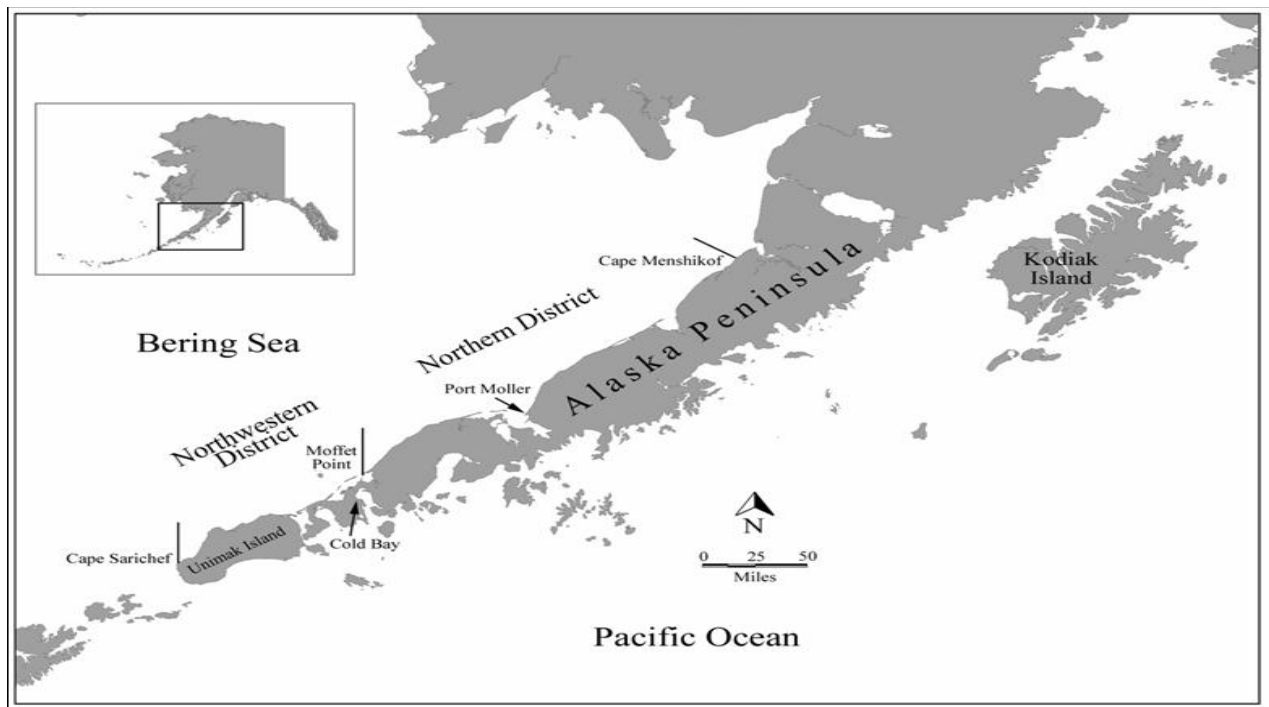 Cape Menshikof
Kodiak
Island
Alaska Peninsula
Northern District
Bering Sea
Port Moller
Northwestern
District
Moffet
Point
Cape Sarichef
Unimak Island
Cold Bay
N
0 25 50
Miles
Pacific Ocean